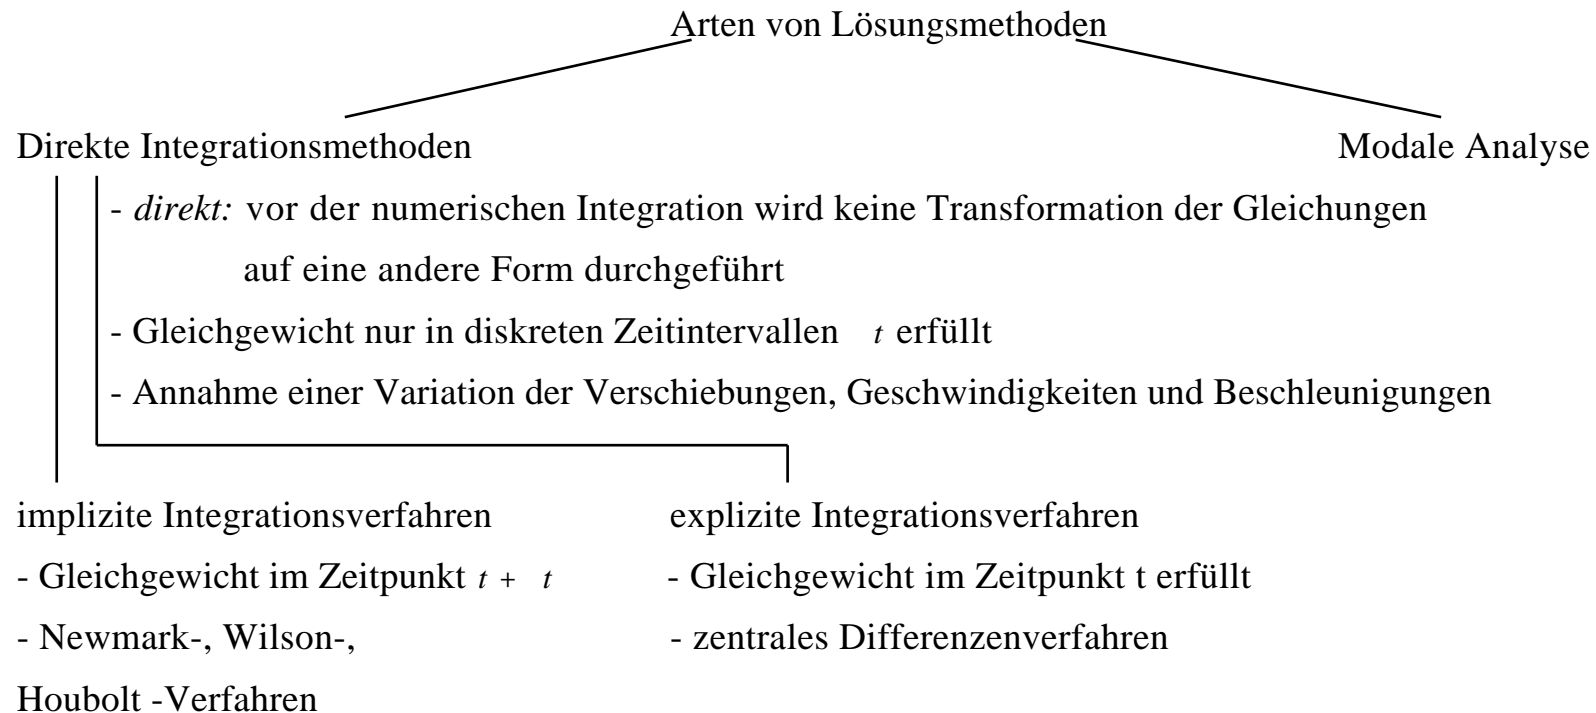 Arten von Lösungsmethoden
Direkte Integrationsmethoden
Modale Analyse
- direkt: vor der numerischen Integration wird keine Transformation der Gleichungen
auf eine andere Form durchgeführt
- Gleichgewicht nur in diskreten Zeitintervallen t erfüllt
- Annahme einer Variation der Verschiebungen, Geschwindigkeiten und Beschleunigungen
implizite Integrationsverfahren
- Gleichgewicht im Zeitpunkt t + t
- Newmark-, Wilson-,
Houbolt -Verfahren
explizite Integrationsverfahren
- Gleichgewicht im Zeitpunkt t erfüllt
- zentrales Differenzenverfahren